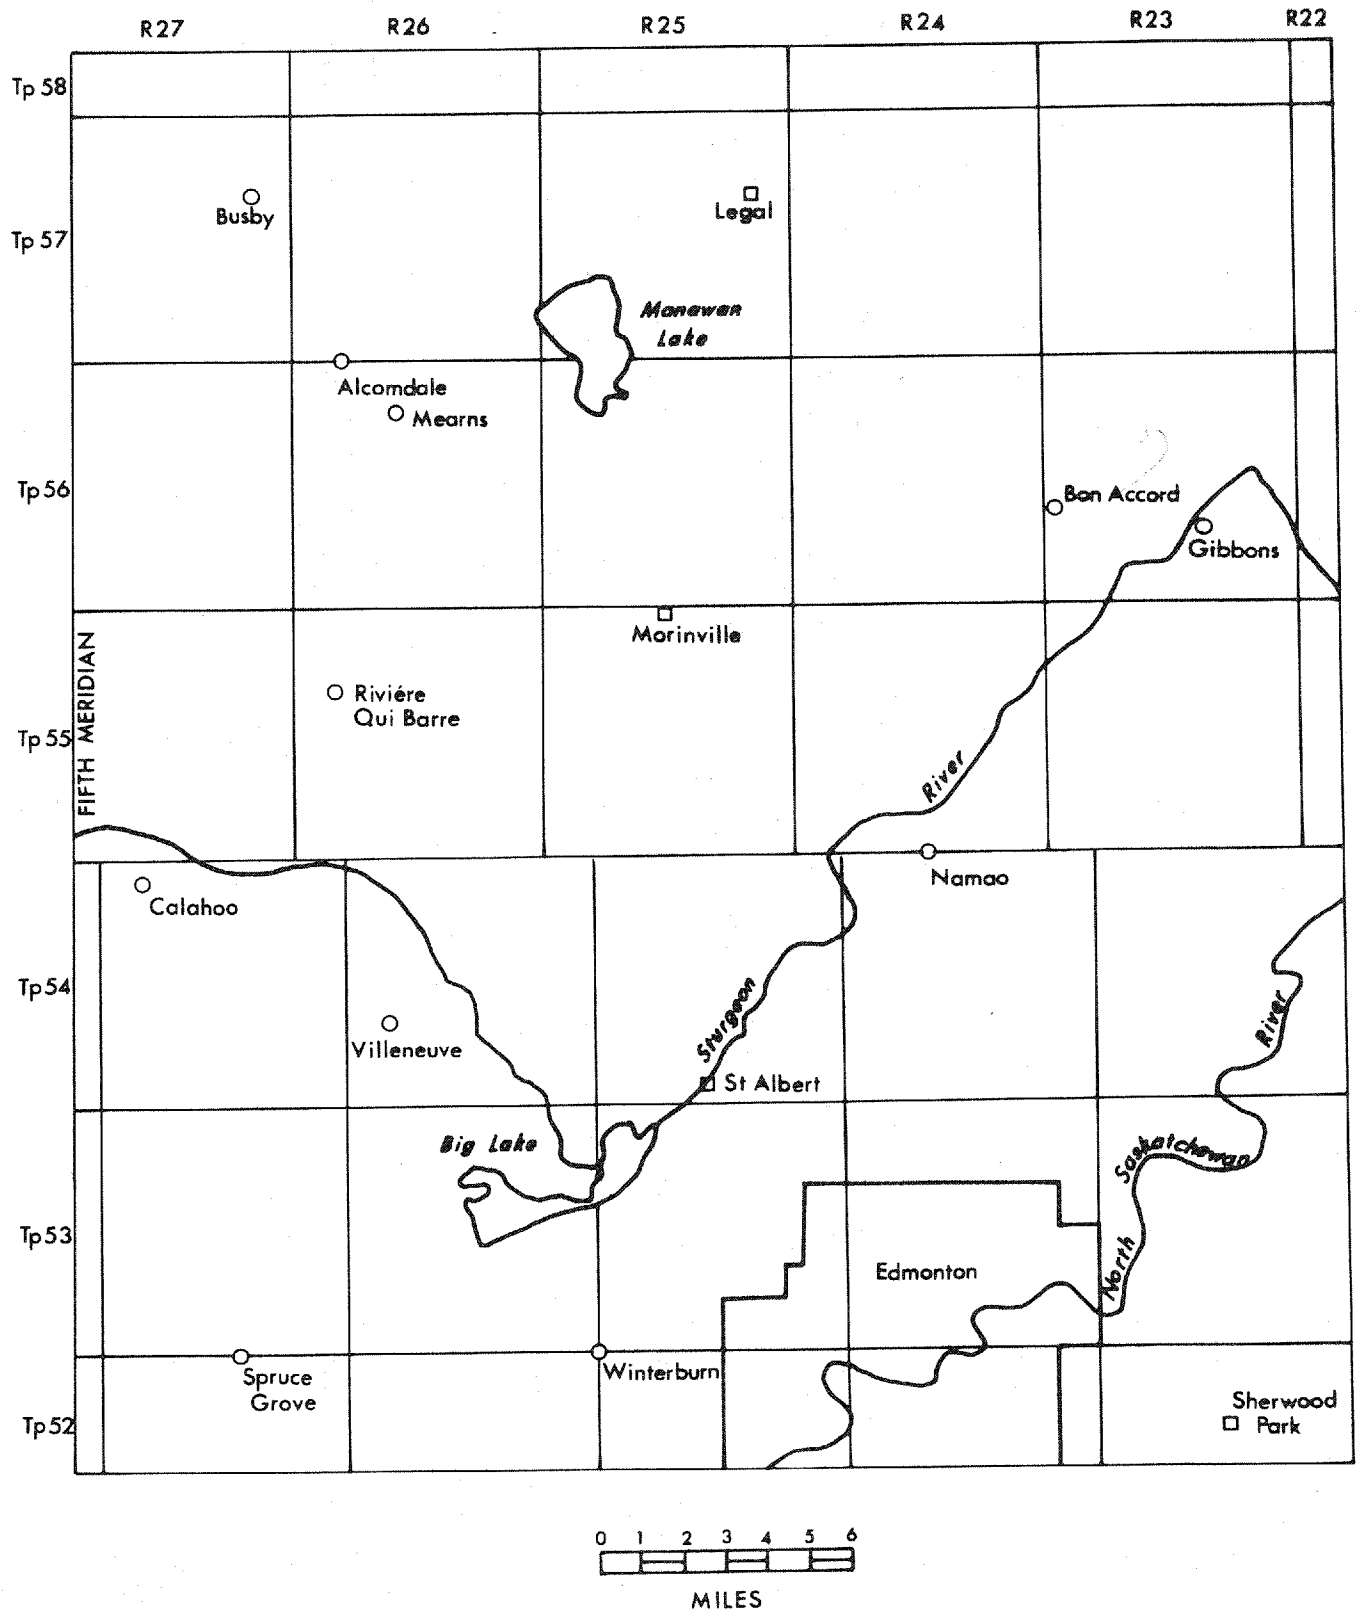 R27 R26 R25 R24 R23 R22
Tp 58
Busby
Legal
Tp 57
Manawan
Lake
Alcomdale
Mearns
Tp 56
Bon Accord
Gibbons
Morinville
FIFTH MERIDIAN
Riviére
Qui Barre
Tp 55
River
Namao
Calahoo
Tp 54
Sturgeon
River
Villeneuve
St Albert
Big Lake
Saskatchewan
Tp 53
North
Edmonton
Spruce
Grove
Winterburn
Sherwood
Park
Tp 52
0 1 2 3 4 5 6
MILES